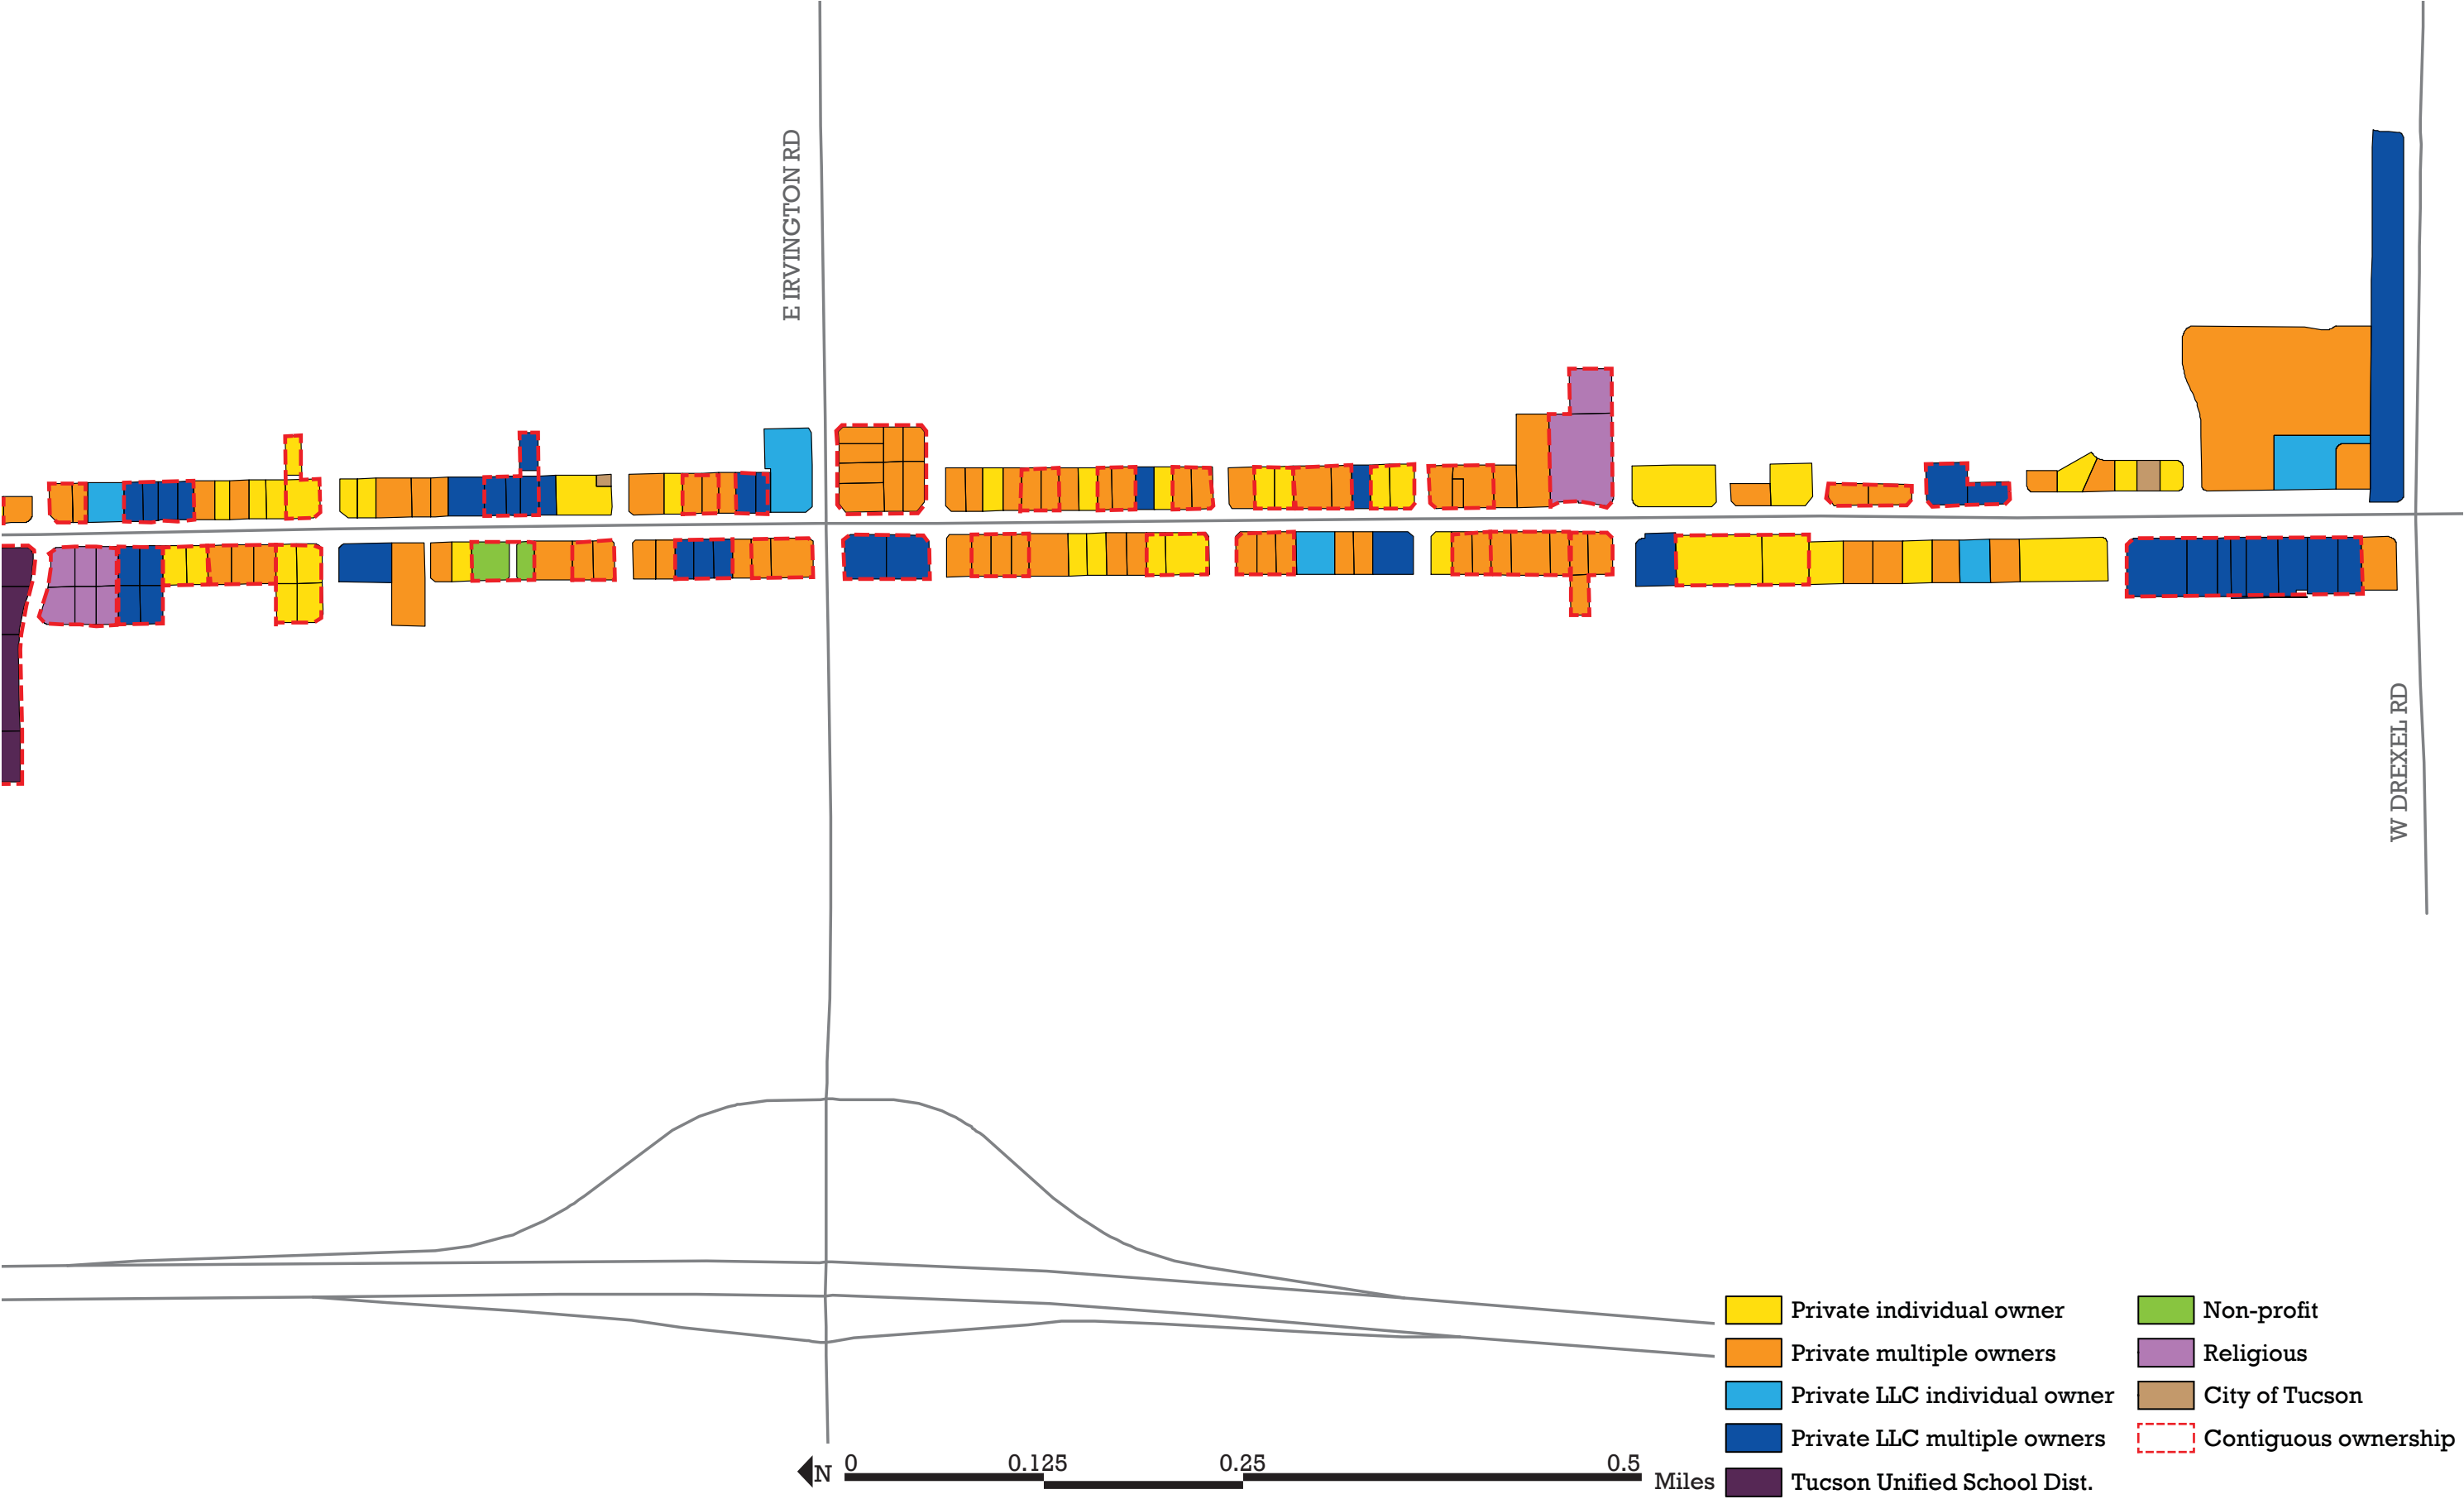 E IRVINGTON RD
W DREXEL RD
N
0 0.125 0.25 0.5
Miles
Private individual owner
Private multiple owners
Private LLC individual owner
Private LLC multiple owners
Tucson Unified School Dist.
Non-profit
Religious
City of Tucson
Contiguous ownership